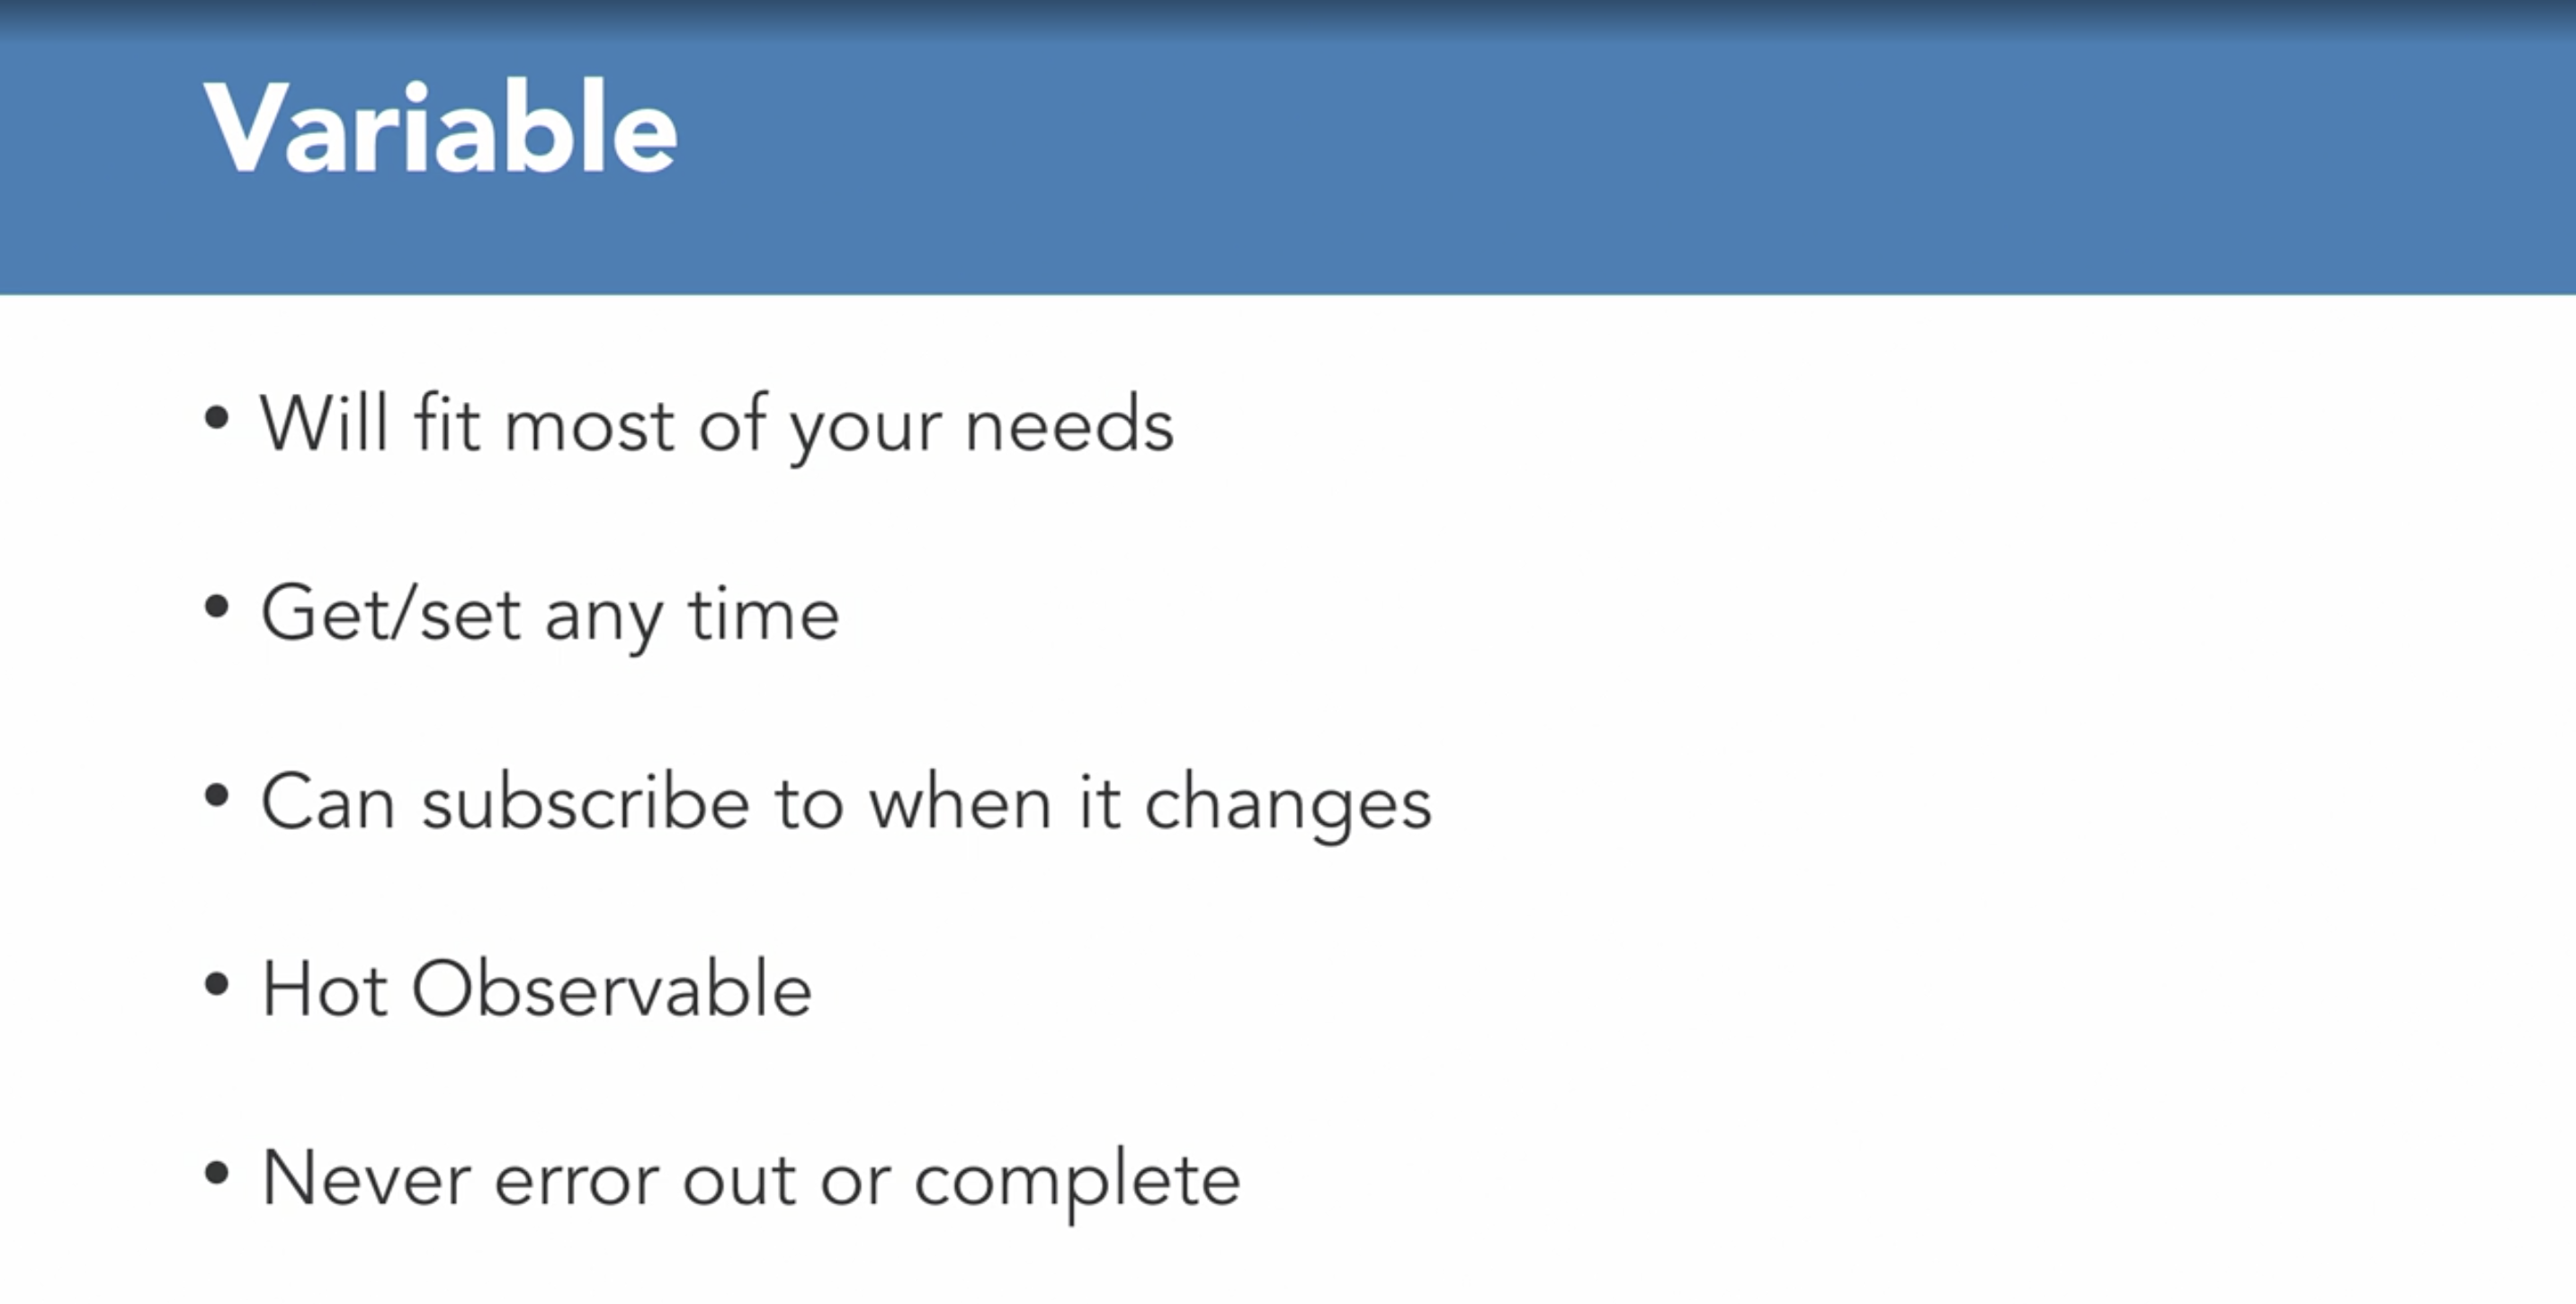 Variable
• Will fit most of your needs
• Get/set any time
• Can subscribe to when it changes
• Hot Observable
• Never error out or complete